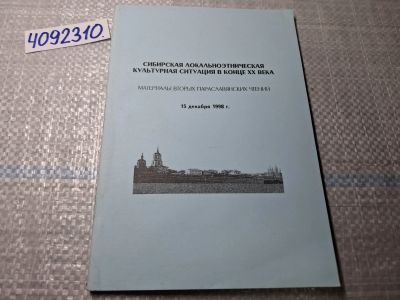 4092310.
СИБИРСКАЯ ЛОКАЛЬНОЭТНИЧЕСКАЯ
КУЛЬТУРНАЯ СИТУАЦИЯ В КОНЦЕ XX ВЕКА
МАТЕРИАЛЫ ВТОРЫХ ПАРАСЛАВЯНСКИХ ЧТЕНИЙ
15 декабря 1998 г.